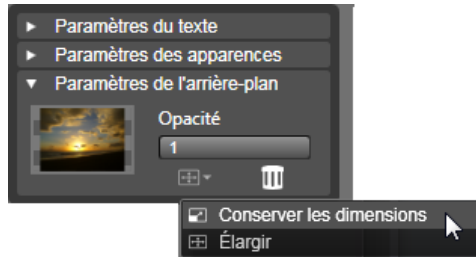 Paramètres du texte
Paramètres des apparences
Paramètres de l'arrière-plan
Opacité
1
Conserver les dimensions
Élargir